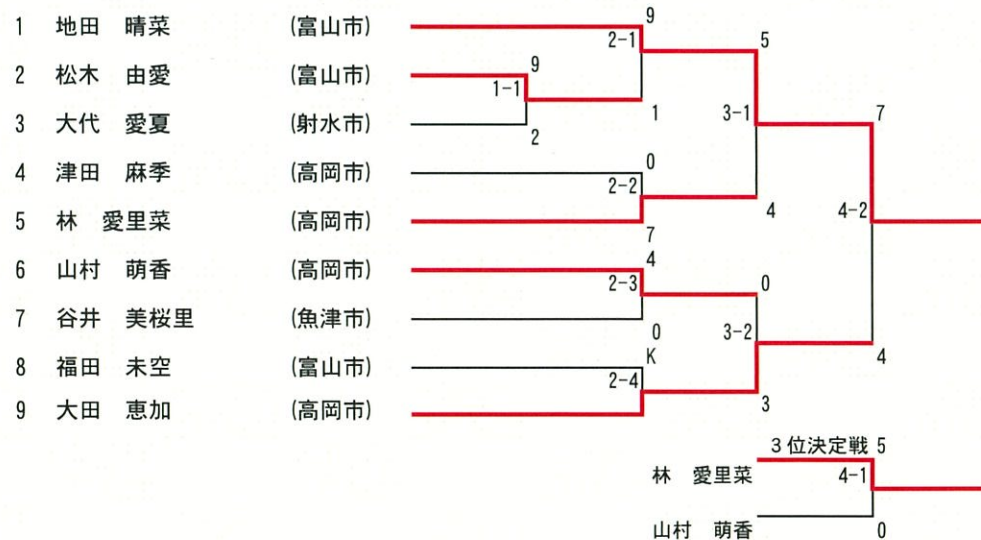 1 地田 晴菜 (富山市)
2 松木 由愛 (富山市)
3 大代 愛夏 (射水市)
4 津田 麻季 (高岡市)
5 林 愛里菜 (高岡市)
6 山村 萌香 (高岡市)
7 谷井 美桜里 (魚津市)
8 福田 未空 (富山市)
9 大田 恵加 (高岡市)
9
2-1
5
9
1-1
1
3-1
7
2
0
2-2
4
4-2
7
4
2-3
0
0
3-2
K
4
2-4
3
3位決定戦 5
林 愛里菜
4-1
山村 萌香
0